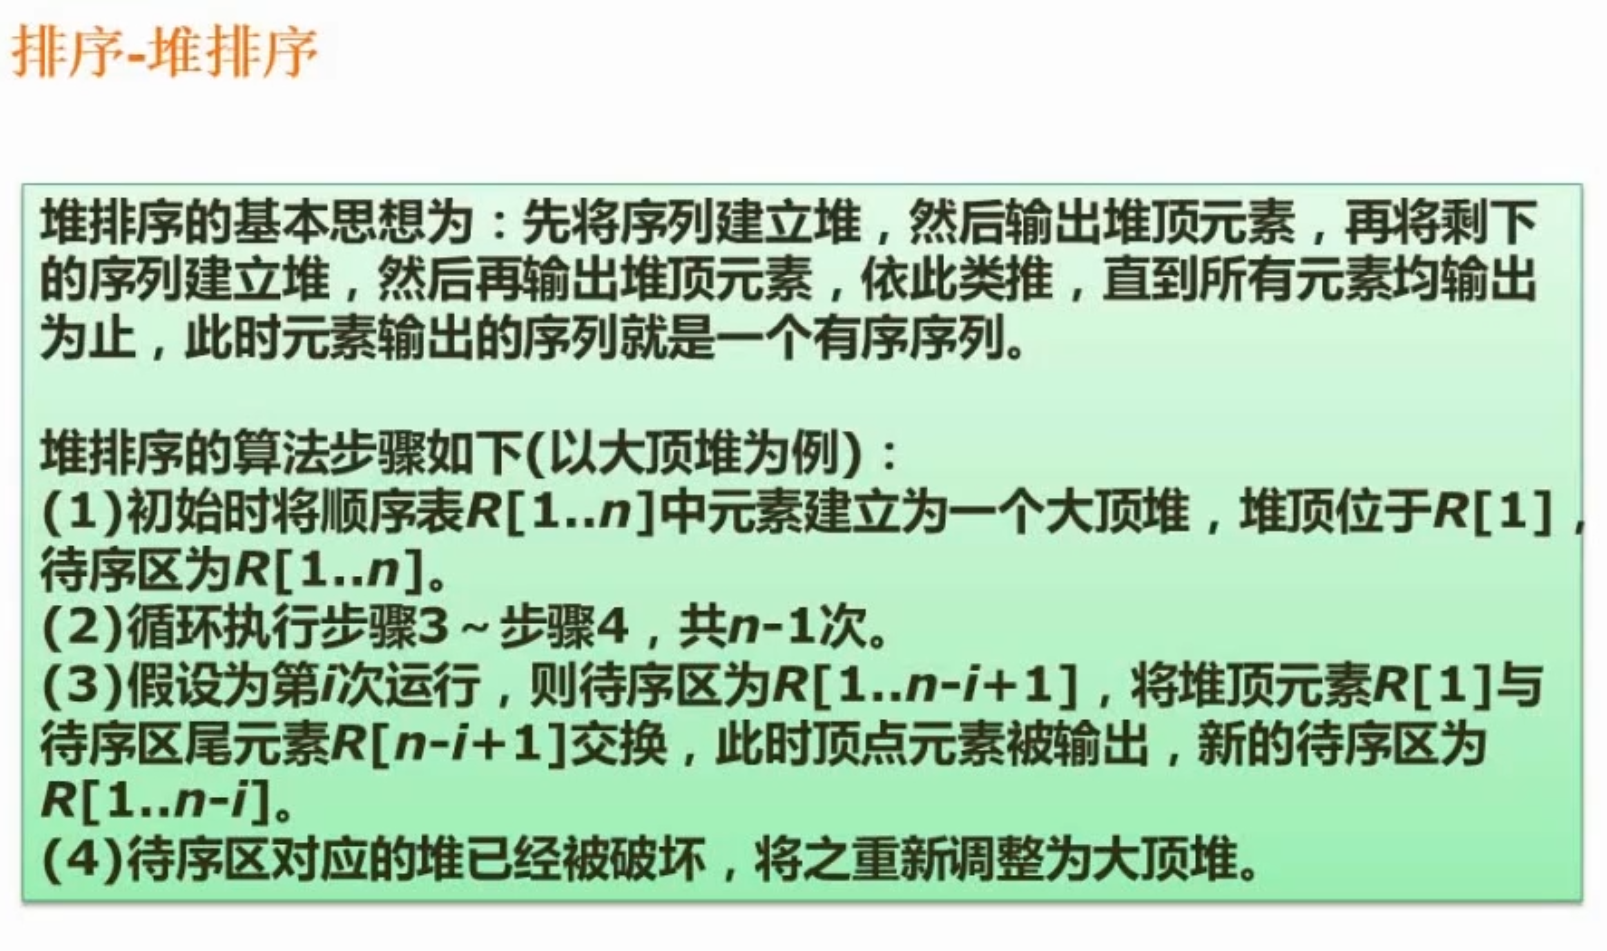 排序-堆排序
堆排序的基本思想为：先将序列建立堆，然后输出堆顶元素，再将剩下
的序列建立堆，然后再输出堆顶元素，依此类推，直到所有元素均输出
为止，此时元素输出的序列就是一个有序序列。
堆排序的算法步骤如下(以大顶堆为例)：
(1)初始时将顺序表R[1..n]中元素建立为一个大顶堆，堆顶位于R[1]，
待序区为R[1..n]。
(2)循环执行步骤3～步骤4，共n-1次。
(3)假设为第i次运行，则待序区为R[1..n-i+1]，将堆顶元素R[1]与
待序区尾元素R[n-i+1]交换，此时顶点元素被输出，新的待序区为
R[1..n-i]。
(4)待序区对应的堆已经被破坏，将之重新调整为大顶堆。